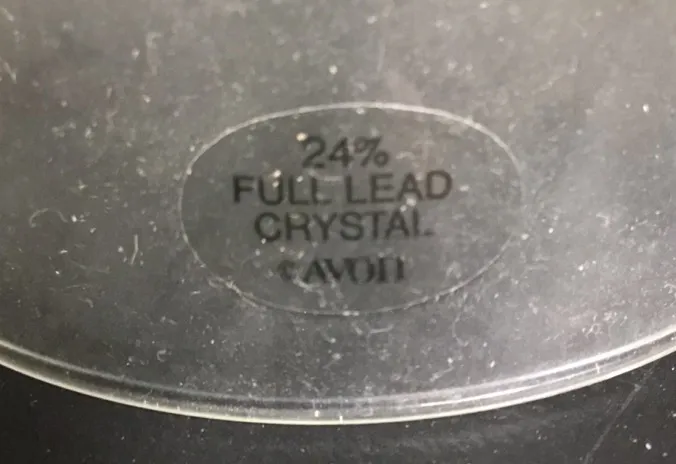 24%
FULL LEAD
CRYSTAL
© AVON